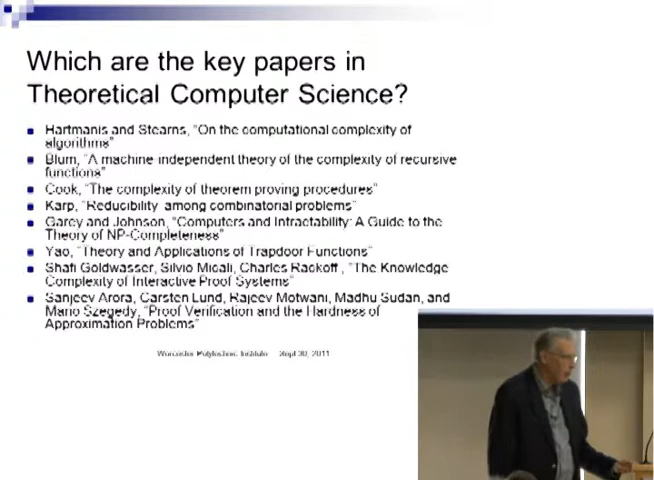 Which are the key papers in
Theoretical Computer Science?
Hartmanis and Stearns, "On the computational complexity of
algorithms"
Blum, "A machine-independent theory of the complexity of recursive
functions"
Cook, "The complexity of theorem proving procedures"
Karp, "Reducibility among combinatorial problems"
Garey and Johnson, "Computers and Intractability: A Guide to the
Theory of NP-Completeness"
Yao, "Theory and Applications of Trapdoor Functions"
Shafi Goldwasser, Silvio Micali, Charles Rackoff , "The Knowledge
Complexity of Interactive Proof Systems"
Sanjeev Arora, Carsten Lund, Rajeev Motwani, Madhu Sudan, and
Mario Szegedy, "Proof Verification and the Hardness of
Approximation Problems"
Worcester Polytechnic Institute Sept 30, 2011